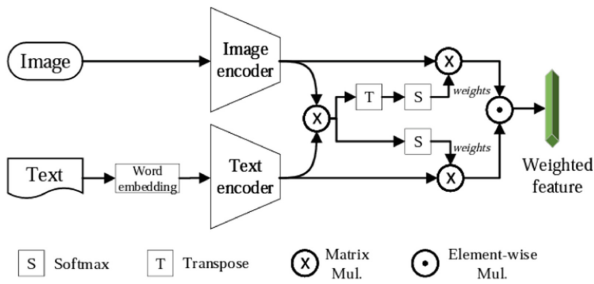 Image
Image
encoder
T
S
weights
X
X
X
S
weights
Text
Word
embedding
Text
encoder
Weighted
feature
S
Softmax
T
Transpose
X
Matrix
Mul.
Element-wise
Mul.